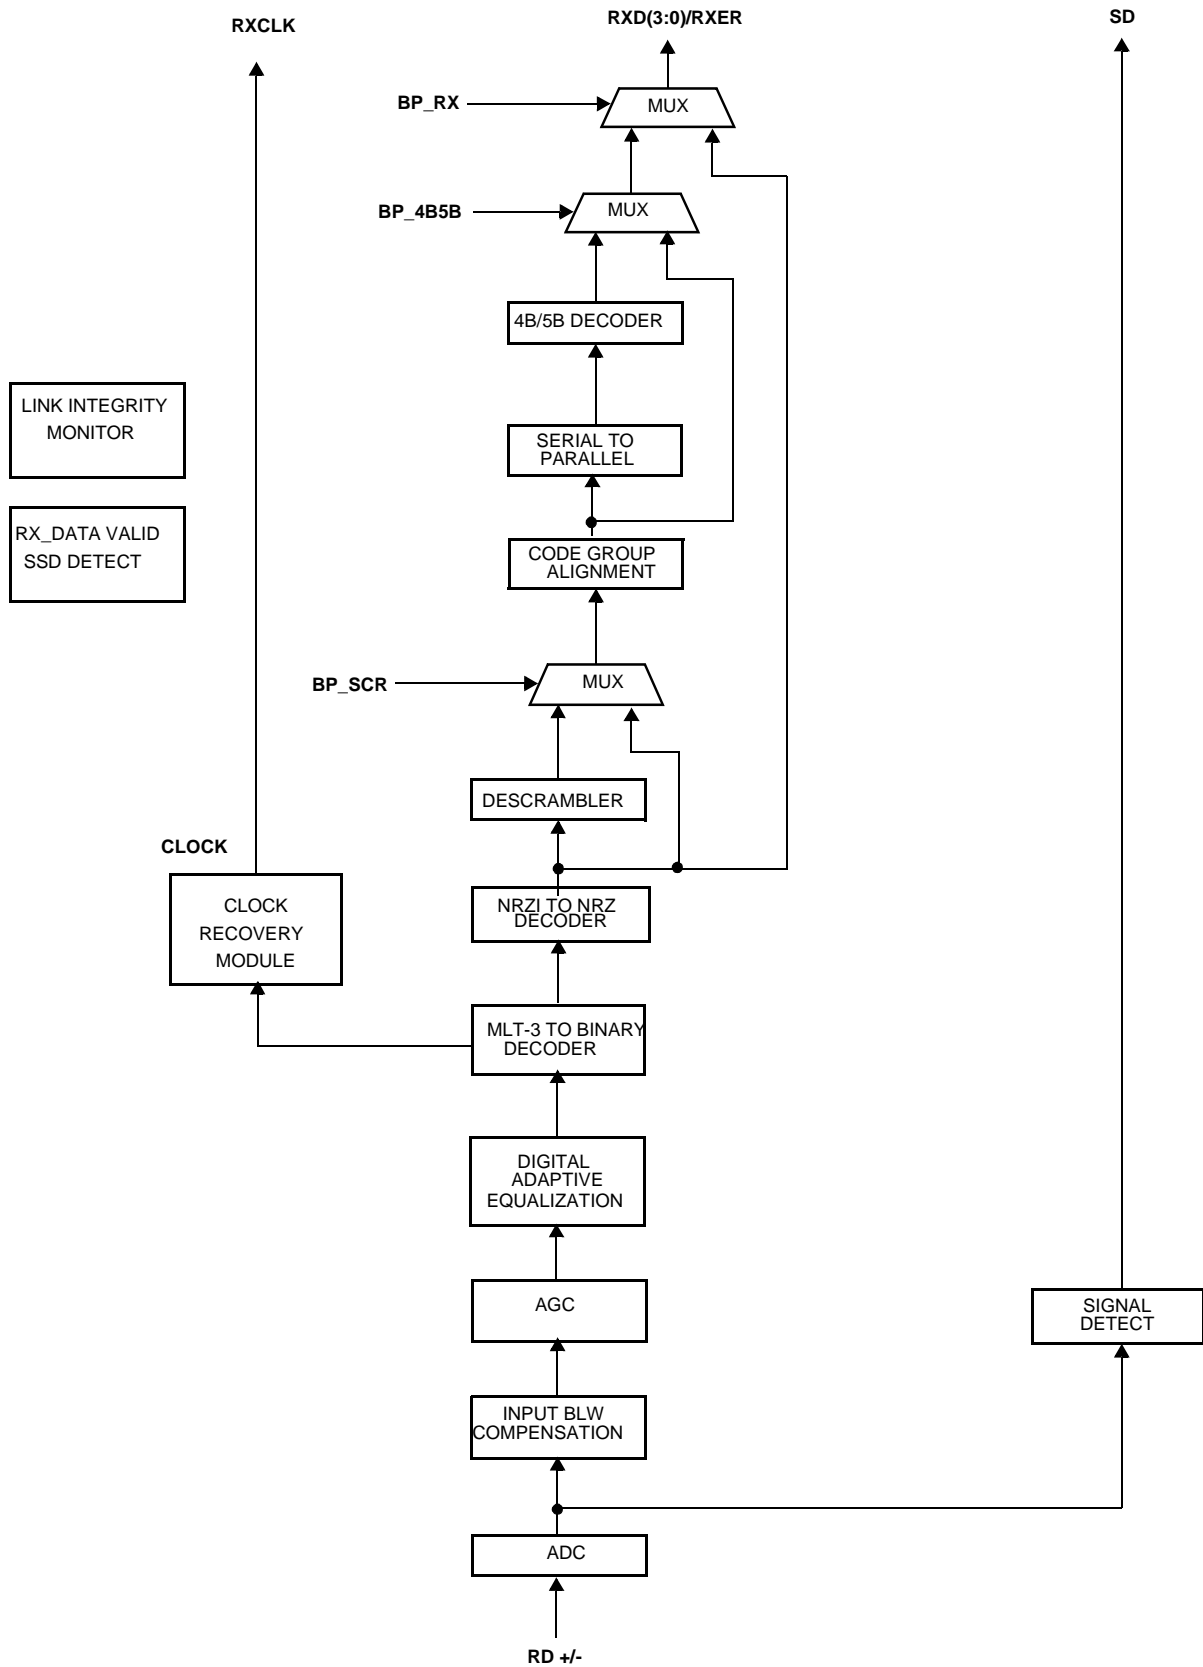 RXD(3:0)/RXER
SD
RXCLK
BP_RX
MUX
BP_4B5B
MUX
4B/5B DECODER
LINK INTEGRITY
MONITOR
SERIAL TO
PARALLEL
RX_DATA VALID
SSD DETECT
CODE GROUP
ALIGNMENT
BP_SCR
MUX
DESCRAMBLER
CLOCK
CLOCK
RECOVERY
MODULE
NRZI TO NRZ
DECODER
MLT-3 TO BINARY
DECODER
DIGITAL
ADAPTIVE
EQUALIZATION
AGC
SIGNAL
DETECT
INPUT BLW
COMPENSATION
ADC
RD +/-